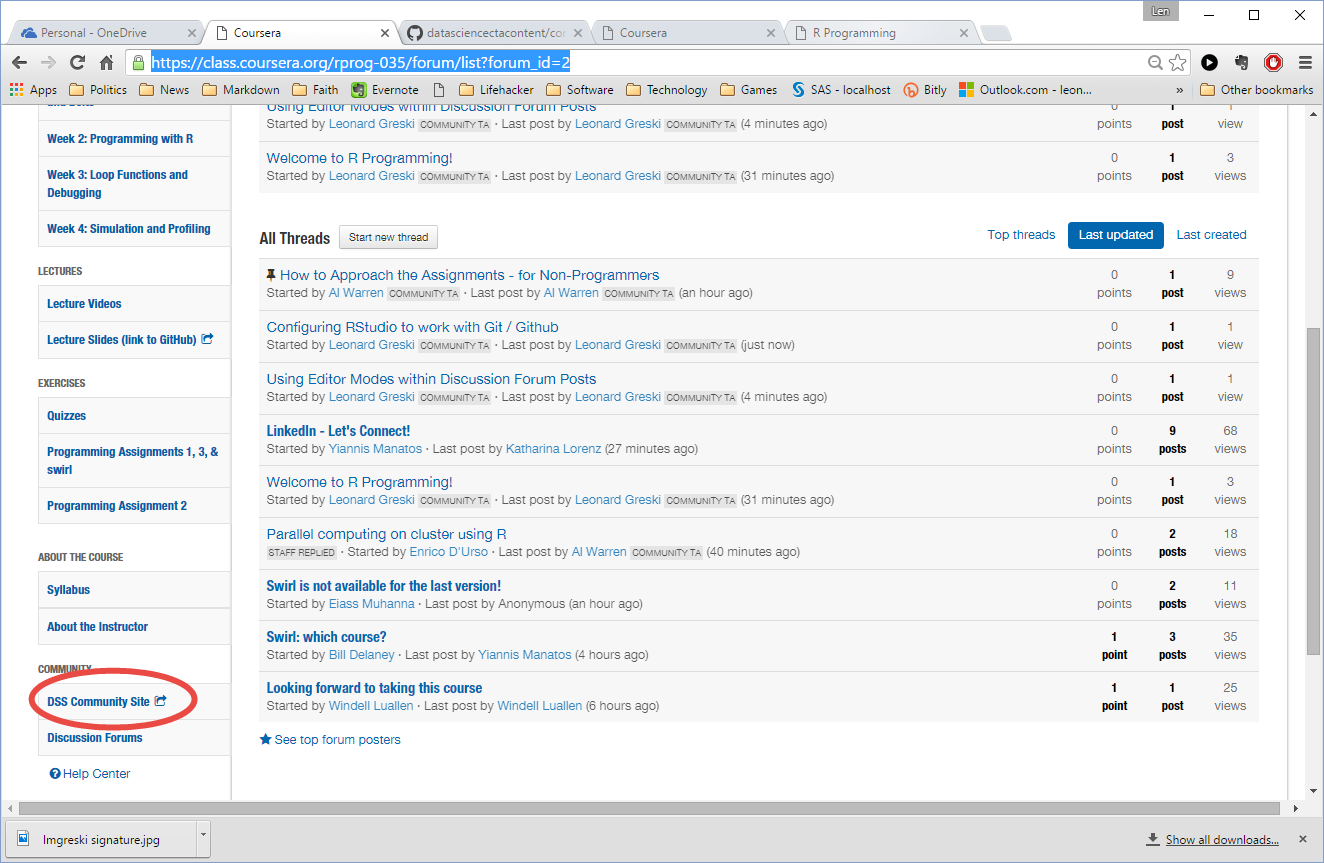 Len
Personal - OneDrive
Coursera
datasciencectacontent/cor
Coursera
R Programming
https://class.coursera.org/rprog-035/forum/list?forum_id=2
Apps Politics News Markdown Faith Evernote Lifehacker Software Technology Games SAS - localhost Bitly Outlook.com - leon... » Other bookmarks
Week 2: Programming with R
Week 3: Loop Functions and
Debugging
Week 4: Simulation and Profiling
LECTURES
Lecture Videos
Lecture Slides (link to GitHub)
EXERCISES
Quizzes
Programming Assignments 1, 3, &
swirl
Programming Assignment 2
ABOUT THE COURSE
Syllabus
About the Instructor
COMMUNITY
DSS Community Site
Discussion Forums
Help Center
Using Editor Modes within Discussion Forum Posts 1 1
Started by Leonard Greski COMMUNITY TA · Last post by Leonard Greski COMMUNITY TA (4 minutes ago) points post view
Welcome to R Programming! 0 1 3
Started by Leonard Greski COMMUNITY TA · Last post by Leonard Greski COMMUNITY TA (31 minutes ago) points post views
All Threads Start new thread Top threads Last updated Last created
How to Approach the Assignments - for Non-Programmers 0 1 9
Started by Al Warren COMMUNITY TA · Last post by Al Warren COMMUNITY TA (an hour ago) points post views
Configuring RStudio to work with Git / Github 0 1 1
Started by Leonard Greski COMMUNITY TA · Last post by Leonard Greski COMMUNITY TA (just now) points post view
Using Editor Modes within Discussion Forum Posts 0 1 1
Started by Leonard Greski COMMUNITY TA · Last post by Leonard Greski COMMUNITY TA (4 minutes ago) points post view
LinkedIn - Let's Connect! 0 9 68
Started by Yiannis Manatos · Last post by Katharina Lorenz (27 minutes ago) points posts views
Welcome to R Programming! 0 1 3
Started by Leonard Greski COMMUNITY TA · Last post by Leonard Greski COMMUNITY TA (31 minutes ago) points post views
Parallel computing on cluster using R 0 2 18
STAFF REPLIED · Started by Enrico D'Urso · Last post by Al Warren COMMUNITY TA (40 minutes ago) points posts views
Swirl is not available for the last version! 0 2 11
Started by Eiass Muhanna · Last post by Anonymous (an hour ago) points posts views
Swirl: which course? 1 3 35
Started by Bill Delaney · Last post by Yiannis Manatos (4 hours ago) point posts views
Looking forward to taking this course 1 1 25
Started by Windell Luallen · Last post by Windell Luallen (6 hours ago) point post views
See top forum posters
lmgreski signature.jpg
Show all downloads...